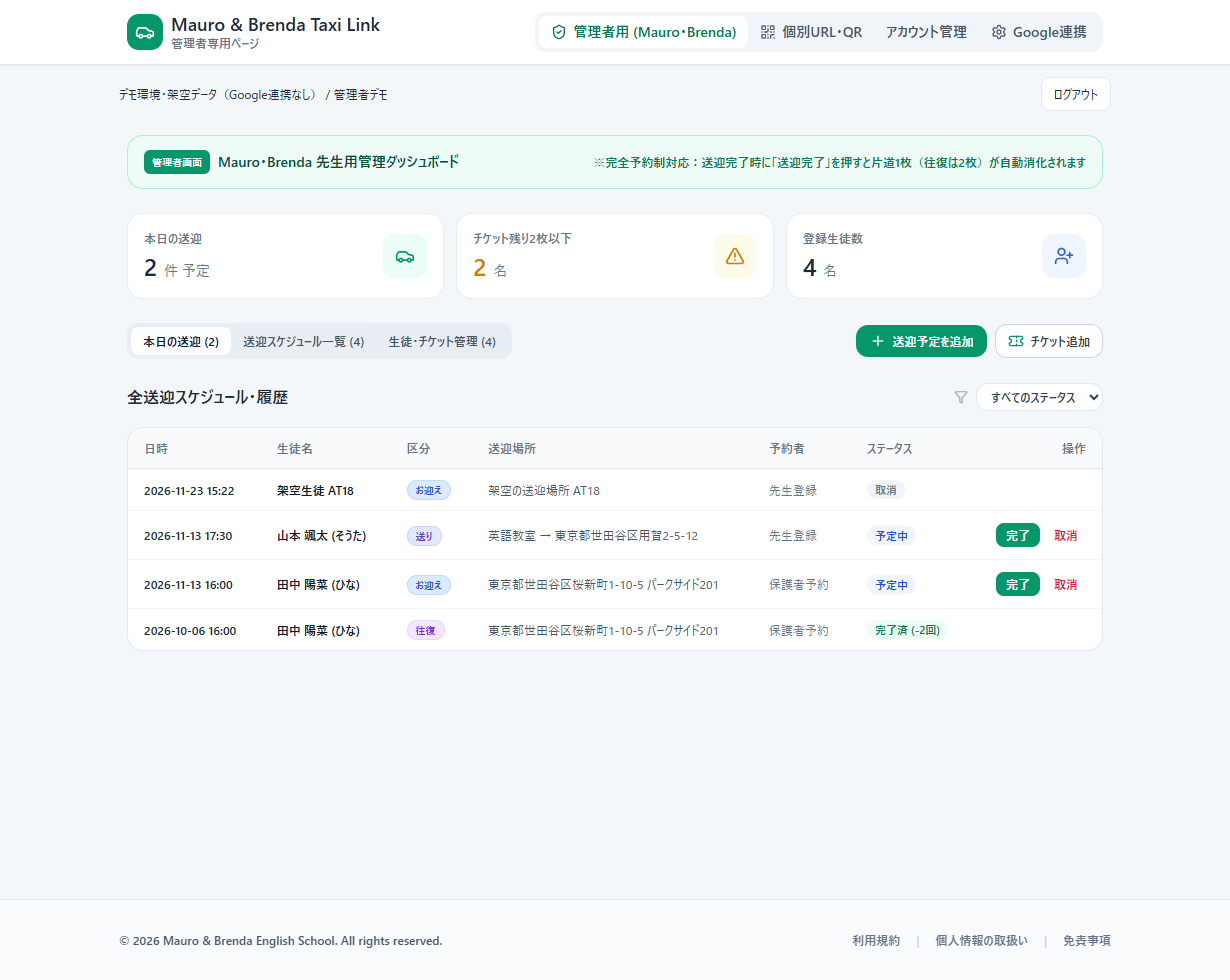 Mauro & Brenda Taxi Link
管理者専用ページ
管理者用 (Mauro・Brenda)
個別URL・QR
アカウント管理
Google連携
デモ環境・架空データ（Google連携なし） / 管理者デモ
ログアウト
管理者画面
Mauro・Brenda 先生用管理ダッシュボード
※完全予約制対応：送迎完了時に「送迎完了」を押すと片道1枚（往復は2枚）が自動消化されます
本日の送迎
2 件 予定
チケット残り2枚以下
2 名
登録生徒数
4 名
本日の送迎 (2)
送迎スケジュール一覧 (4)
生徒・チケット管理 (4)
送迎予定を追加
チケット追加
全送迎スケジュール・履歴
すべてのステータス
日時 生徒名 区分 送迎場所 予約者 ステータス 操作
2026-11-23 15:22 架空生徒 AT18 お迎え 架空の送迎場所 AT18 先生登録 取消
2026-11-13 17:30 山本 颯太 (そうた) 送り 英語教室 → 東京都世田谷区用賀2-5-12 先生登録 予定中 完了 取消
2026-11-13 16:00 田中 陽菜 (ひな) お迎え 東京都世田谷区桜新町1-10-5 パークサイド201 保護者予約 予定中 完了 取消
2026-10-06 16:00 田中 陽菜 (ひな) 往復 東京都世田谷区桜新町1-10-5 パークサイド201 保護者予約 完了済 (-2回)
© 2026 Mauro & Brenda English School. All rights reserved.
利用規約 | 個人情報の取扱い | 免責事項